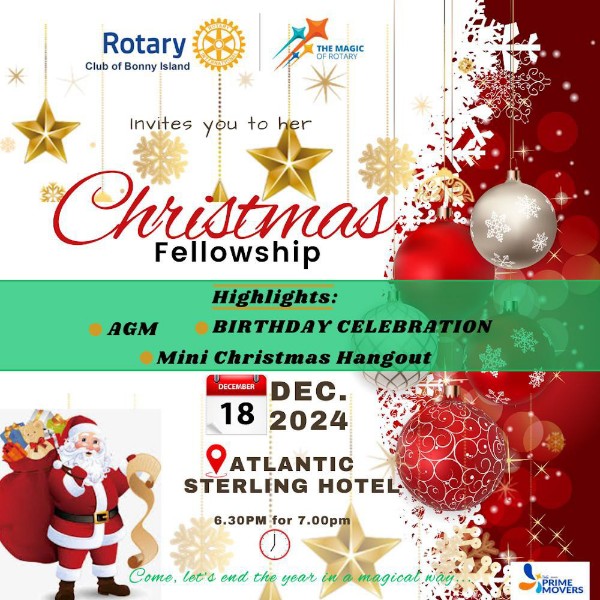 Rotary
Club of Bonny Island
THE MAGIC
OF ROTARY
Invites you to her
Christmas
Fellowship
Highlights:
AGM
BIRTHDAY CELEBRATION
Mini Christmas Hangout
DECEMBER
18
DEC.
2024
ATLANTIC
STERLING HOTEL
6.30PM for 7.00pm
Come, let's end the year in a magical way...
PRIME
MOVERS